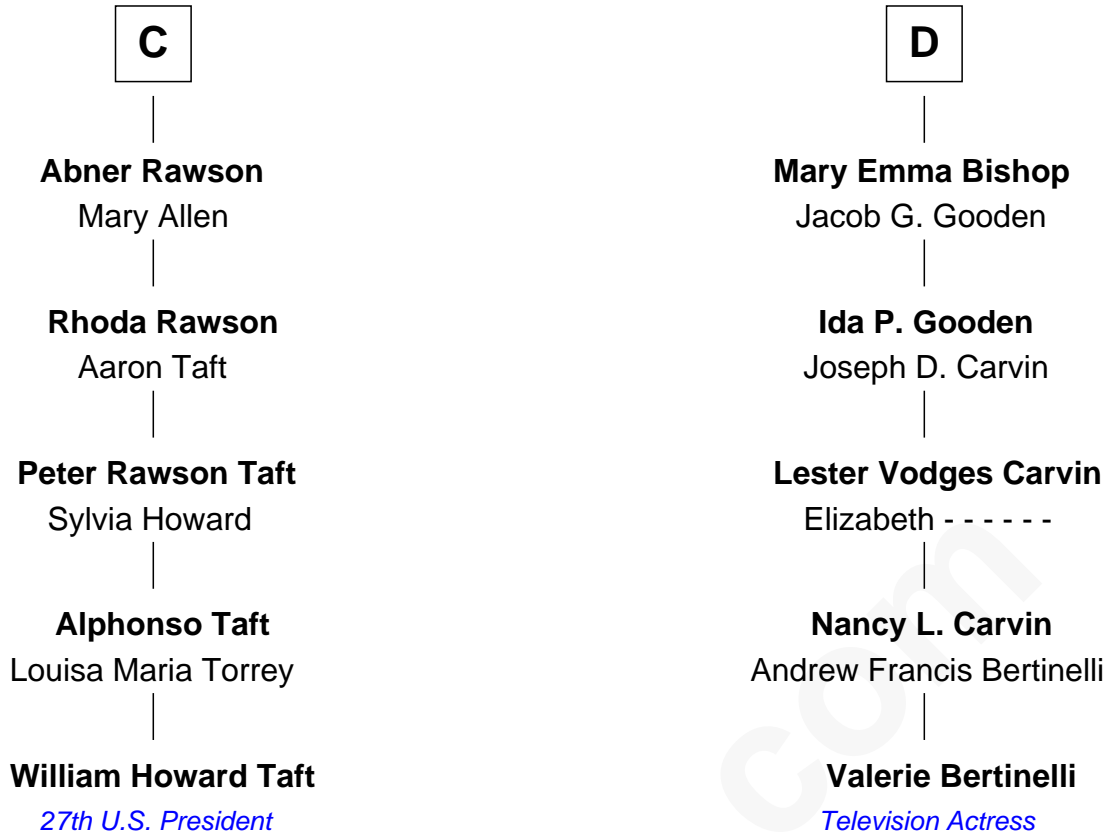 C
Abner Rawson
Mary Allen
Rhoda Rawson
Aaron Taft
Peter Rawson Taft
Sylvia Howard
Alphonso Taft
Louisa Maria Torrey
William Howard Taft
27th U.S. President
D
Mary Emma Bishop
Jacob G. Gooden
Ida P. Gooden
Joseph D. Carvin
Lester Vodges Carvin
Elizabeth - - - - - -
Nancy L. Carvin
Andrew Francis Bertinelli
Valerie Bertinelli
Television Actress
com